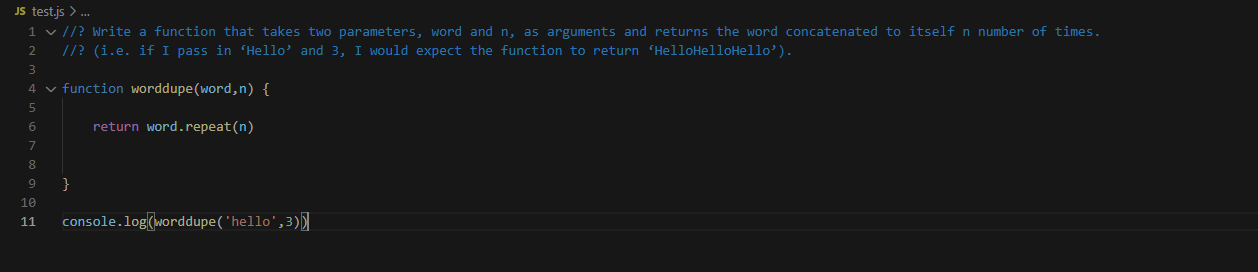 JS test.js > ...
1 //? Write a function that takes two parameters, word and n, as arguments and returns the word concatenated to itself n number of times.
2 //? (i.e. if I pass in ‘Hello’ and 3, I would expect the function to return ‘HelloHelloHello’).
3
4 function worddupe(word,n) {
5
6     return word.repeat(n)
7
8
9 }
10
11 console.log(worddupe('hello',3))